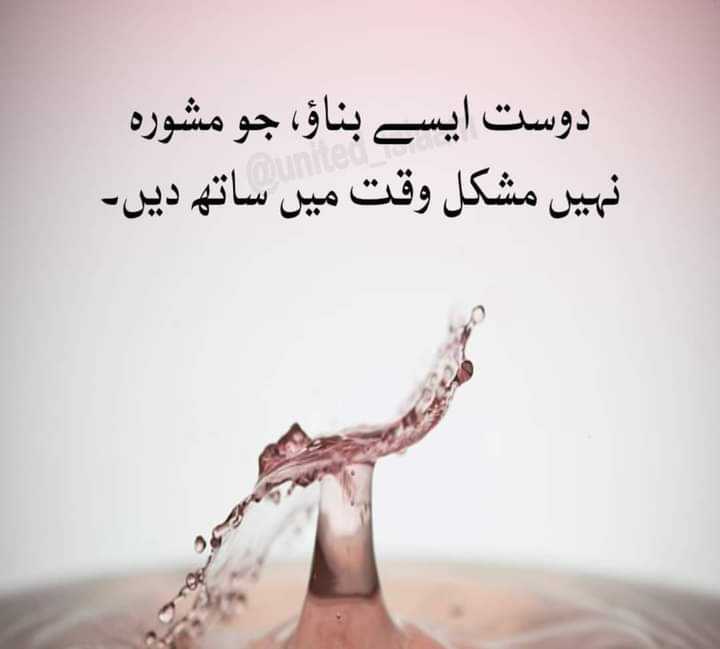 دوست ایسے بناؤ، جو مشورہ
نہیں مشکل وقت میں ساتھ دیں۔